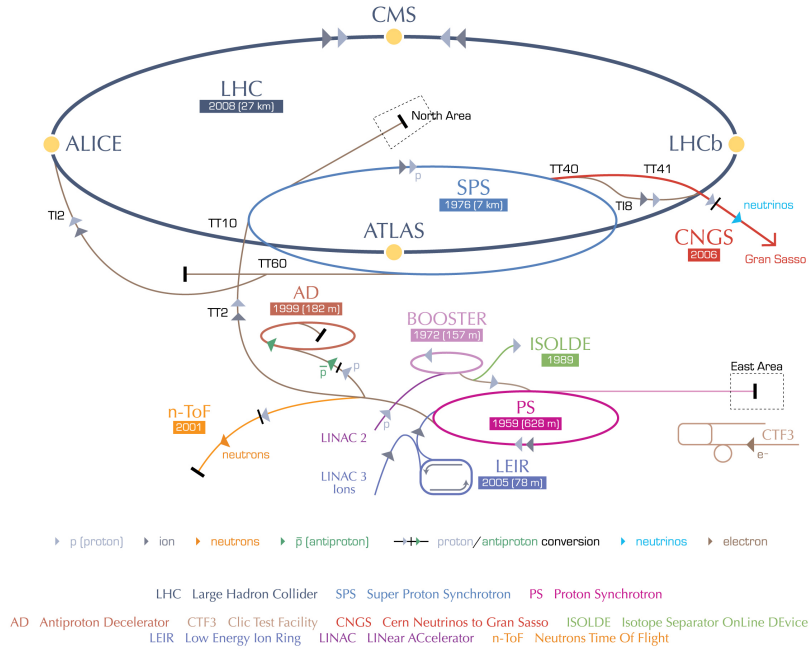 CMS
LHC
2008 (27 km)
North Area
ALICE
LHCb
TT40
TT41
p
SPS
1976 (7 km)
TI8
neutrinos
TI2
TT10
ATLAS
CNGS
2006
Gran Sasso
TT60
AD
1999 (182 m)
TT2
BOOSTER
1972 (157 m)
ISOLDE
1989
p̅
p
East Area
n-ToF
2001
PS
1959 (628 m)
p
LINAC 2
CTF3
neutrons
e-
LEIR
2005 (78 m)
LINAC 3
Ions
p (proton)
ion
neutrons
p̅ (antiproton)
proton/antiproton conversion
neutrinos
electron
LHC Large Hadron Collider SPS Super Proton Synchrotron PS Proton Synchrotron
AD Antiproton Decelerator CTF3 Clic Test Facility CNGS Cern Neutrinos to Gran Sasso ISOLDE Isotope Separator OnLine DEvice
LEIR Low Energy Ion Ring LINAC LINear ACcelerator n-ToF Neutrons Time Of Flight